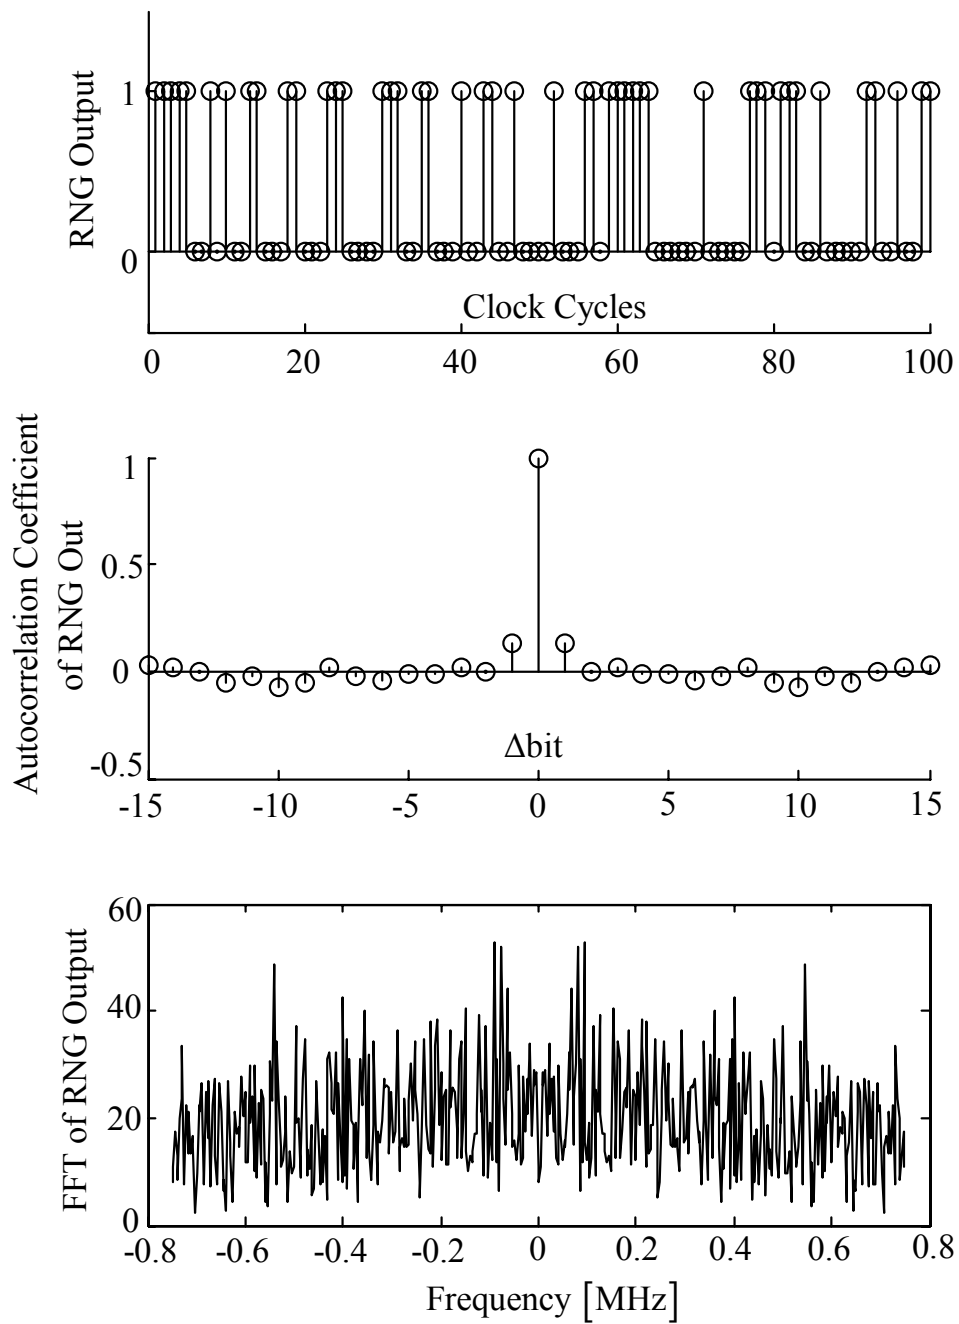 RNG Output
1
0
Clock Cycles
0 20 40 60 80 100
Autocorrelation Coefficient
of RNG Out
1
0.5
0
-0.5
Δbit
-15 -10 -5 0 5 10 15
FFT of RNG Output
60
40
20
0
-0.8 -0.6 -0.4 -0.2 0 0.2 0.4 0.6 0.8
Frequency [MHz]